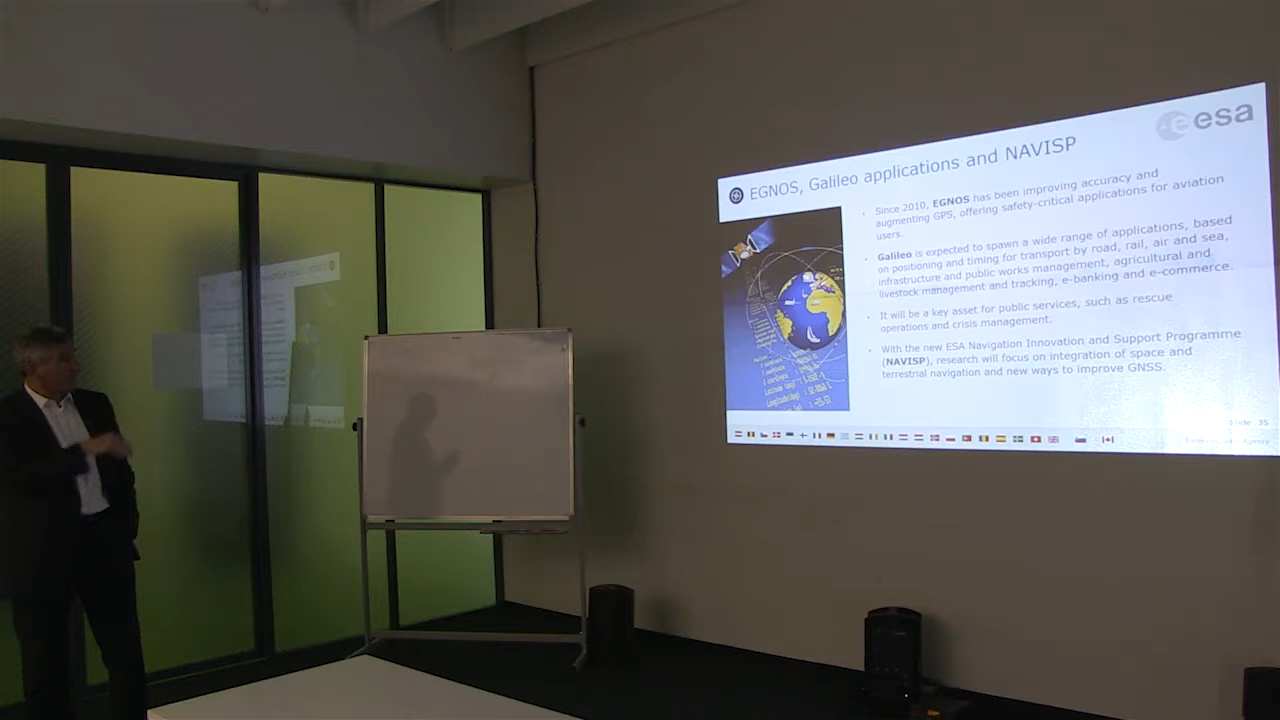 esa
EGNOS, Galileo applications and NAVISP
Since 2010, EGNOS has been improving accuracy and
augmenting GPS, offering safety-critical applications for aviation
users.
Galileo is expected to spawn a wide range of applications, based
on positioning and timing for transport by road, rail, air and sea,
infrastructure and public works management, agricultural and
livestock management and tracking, e-banking and e-commerce.
It will be a key asset for public services, such as rescue
operations and crisis management.
With the new ESA Navigation Innovation and Support Programme
(NAVISP), research will focus on integration of space and
terrestrial navigation and new ways to improve GNSS.
Slide 35
Agency